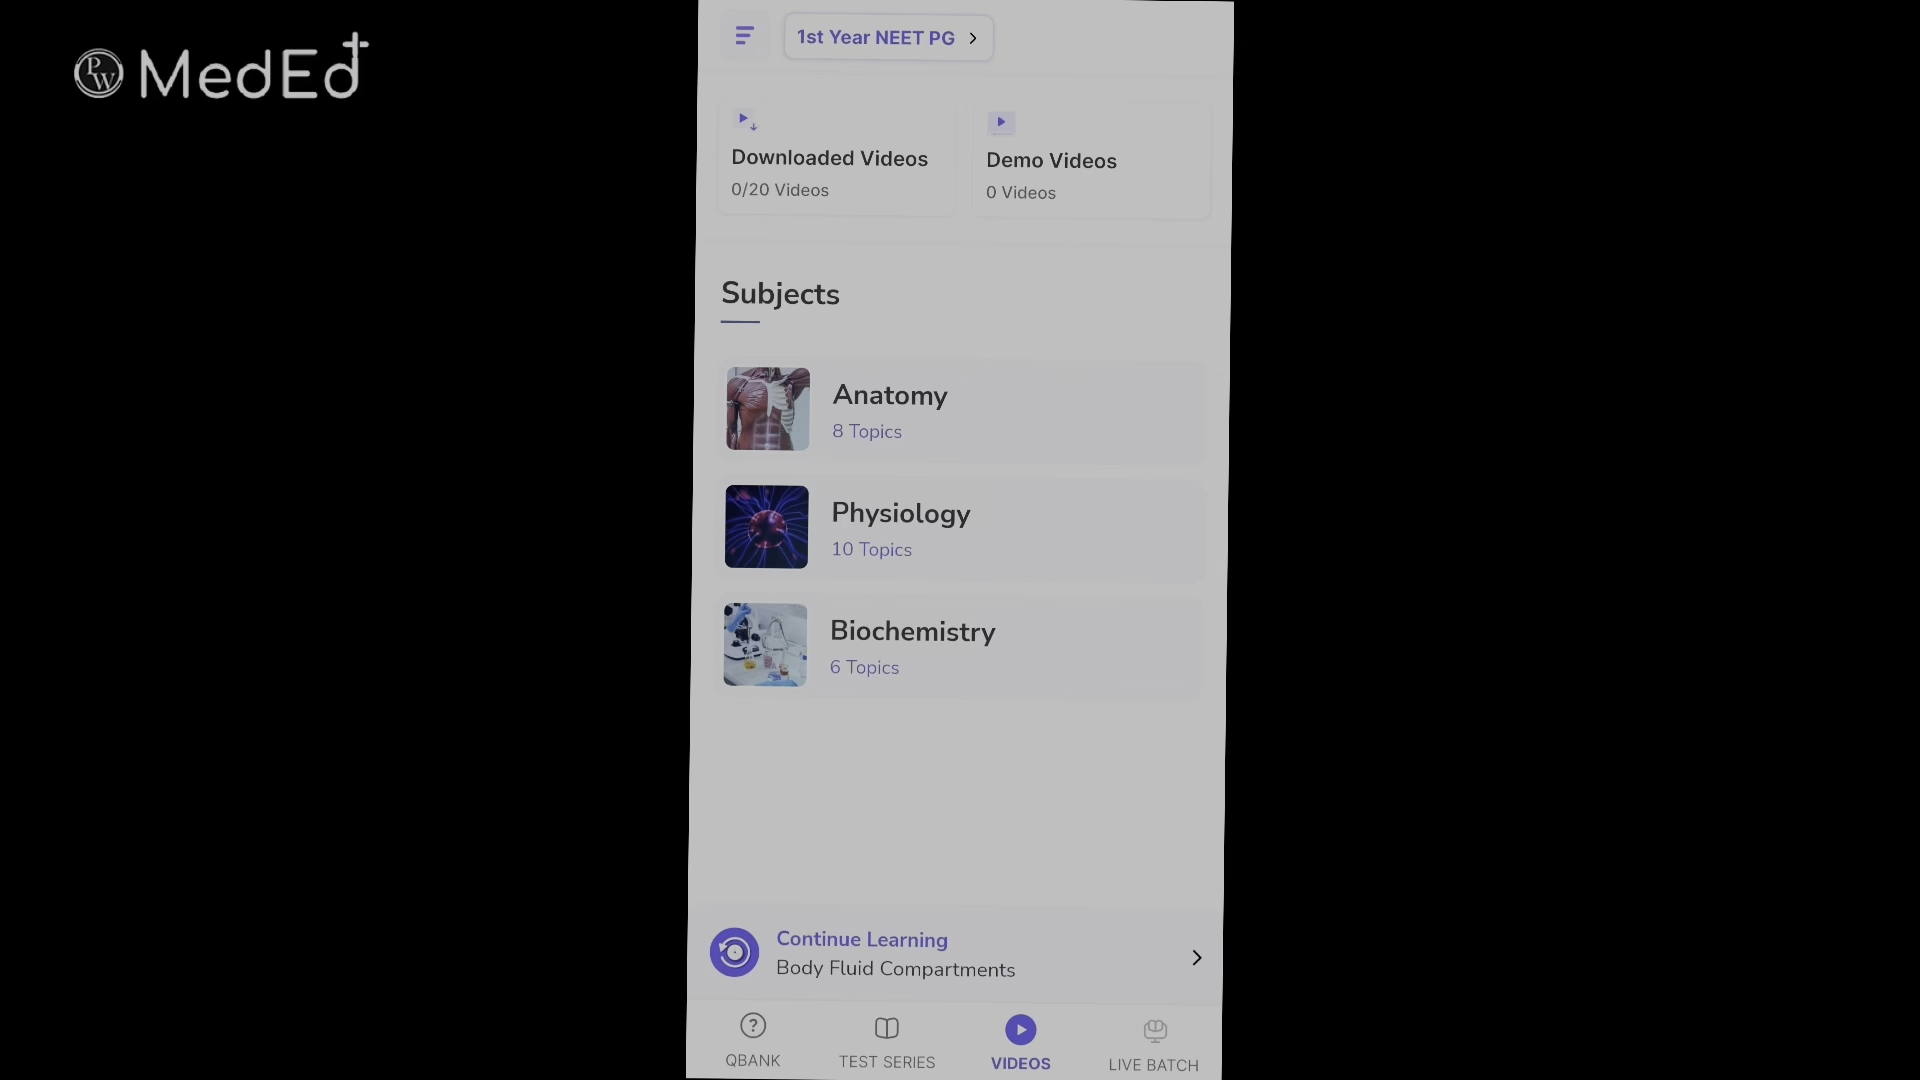 PW MedEd
1st Year NEET PG
Downloaded Videos
0/20 Videos
Demo Videos
0 Videos
Subjects
Anatomy
8 Topics
Physiology
10 Topics
Biochemistry
6 Topics
Continue Learning
Body Fluid Compartments
QBANK
TEST SERIES
VIDEOS
LIVE BATCH